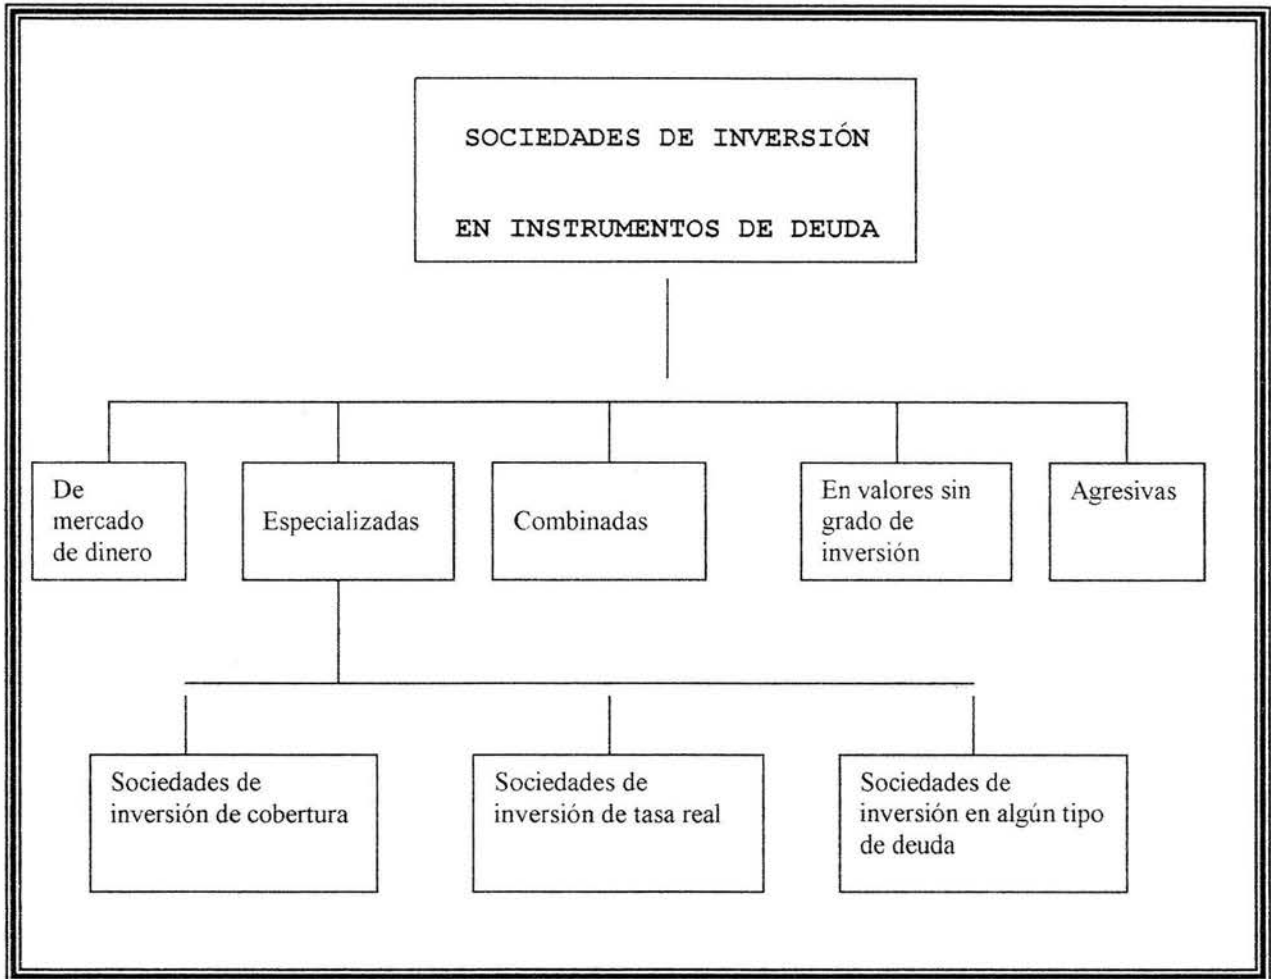 SOCIEDADES DE INVERSIÓN
EN INSTRUMENTOS DE DEUDA
De
mercado
de dinero
Especializadas
Combinadas
En valores sin
grado de
inversión
Agresivas
Sociedades de
inversión de cobertura
Sociedades de
inversión de tasa real
Sociedades de
inversión en algún tipo
de deuda